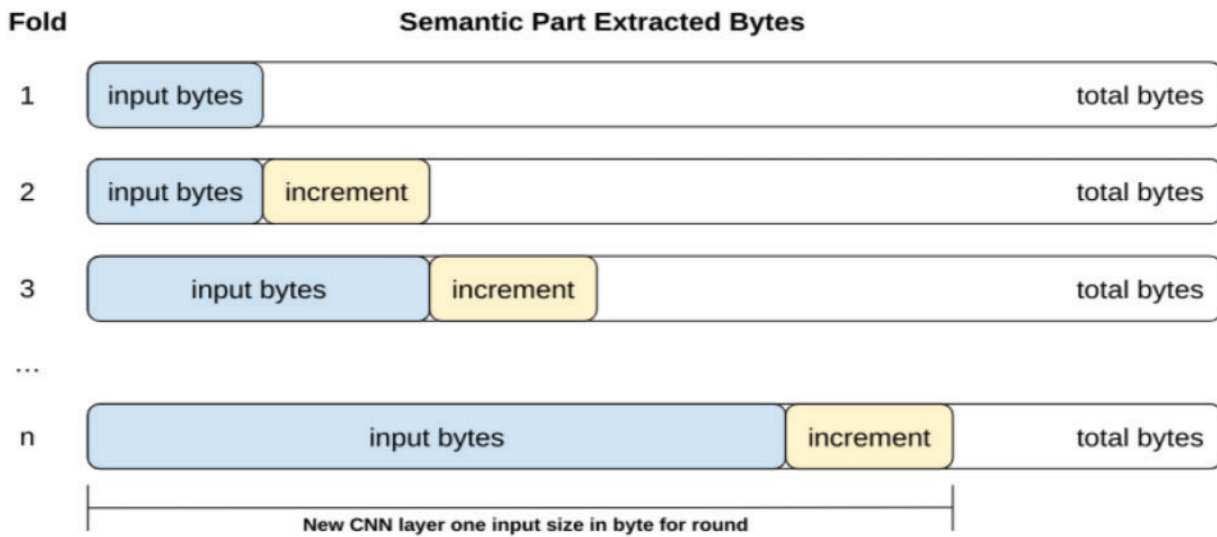 Fold Semantic Part Extracted Bytes
1 input bytes total bytes
2 input bytes increment total bytes
3 input bytes increment total bytes
...
n input bytes increment total bytes
New CNN layer one input size in byte for round